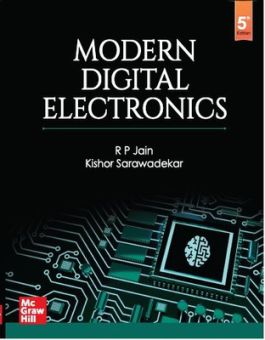 5th
Edition
MODERN
DIGITAL
ELECTRONICS
R P Jain
Kishor Sarawadekar
Mc
Graw
Hill